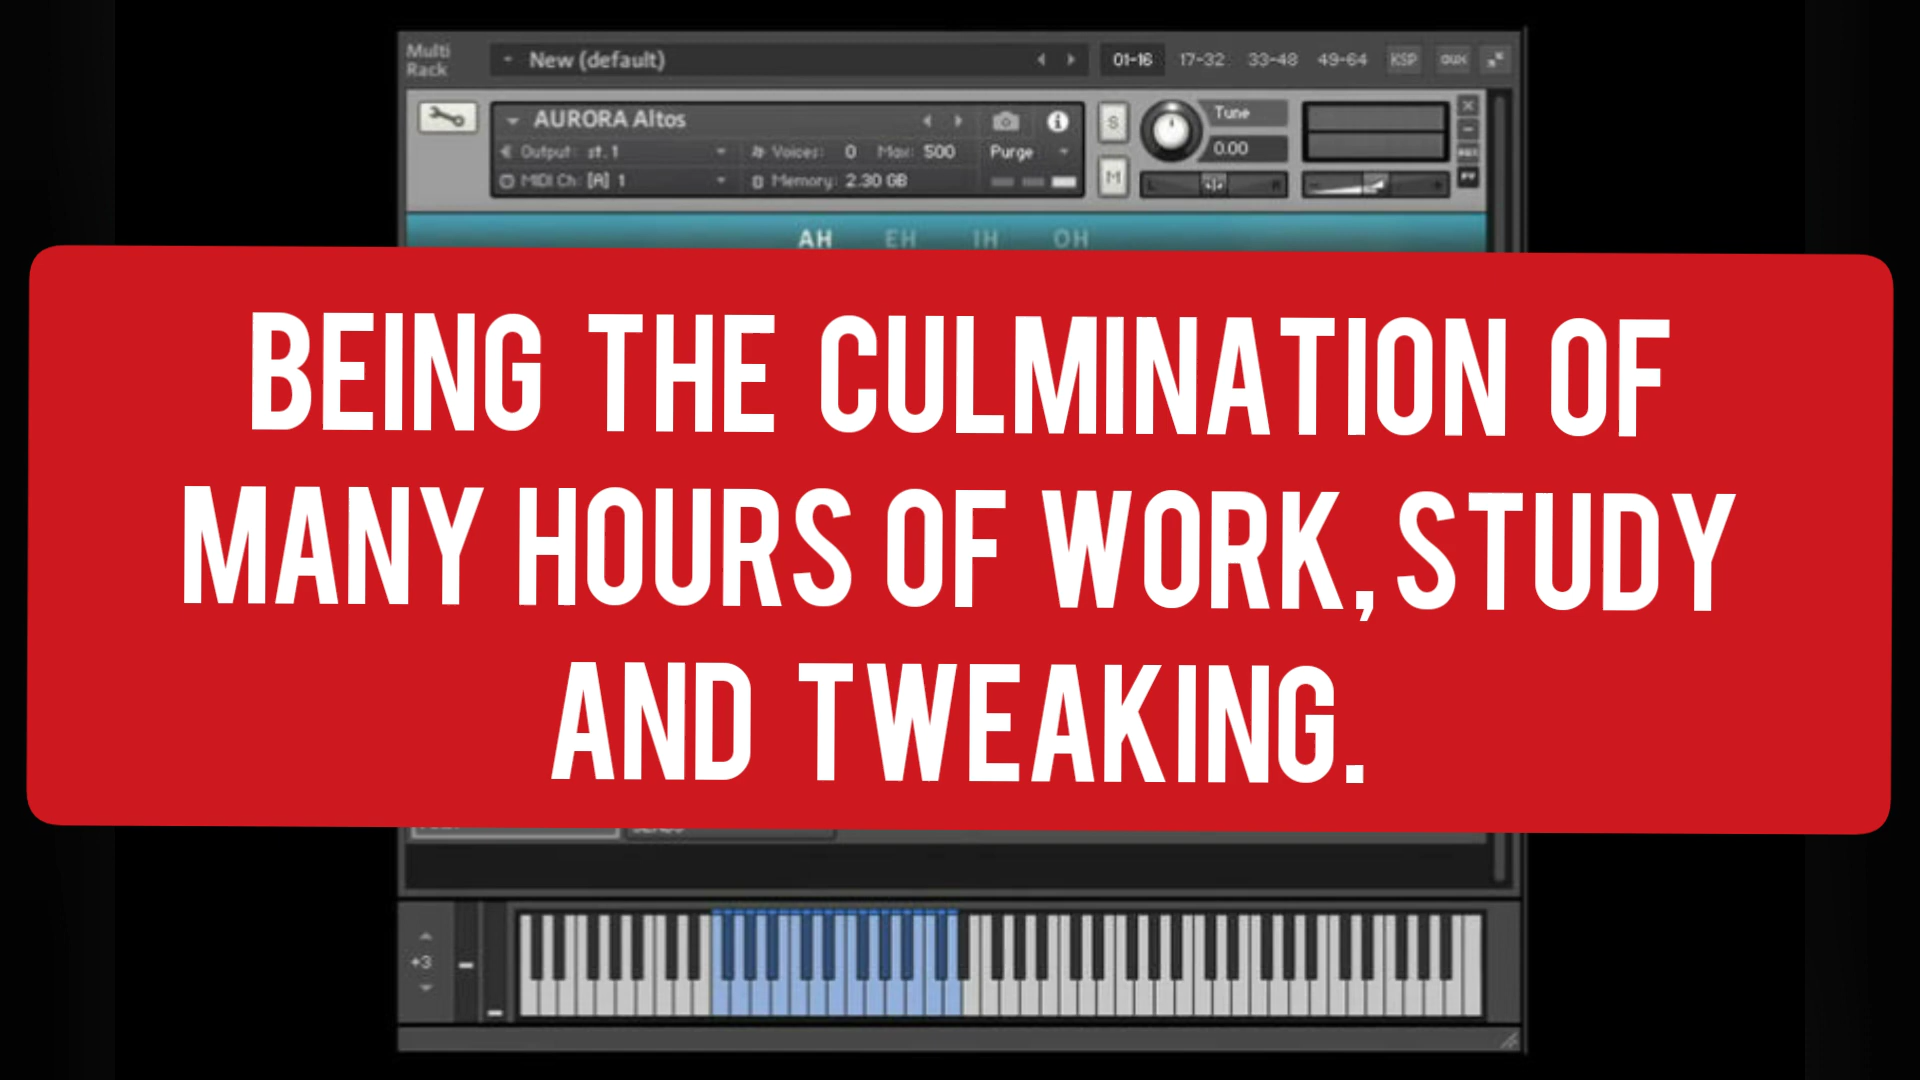 Multi
Rack
New (default)
01-16 17-32 33-48 49-64 KSP aux
AURORA Altos
Output: st. 1
Voices: 0 Max: 500
Purge
MIDI Ch: [A] 1
Memory: 2.30 GB
S
M
Tune
0.00
L R
AH EH IH OH
BEING THE CULMINATION OF
MANY HOURS OF WORK, STUDY
AND TWEAKING.
+3